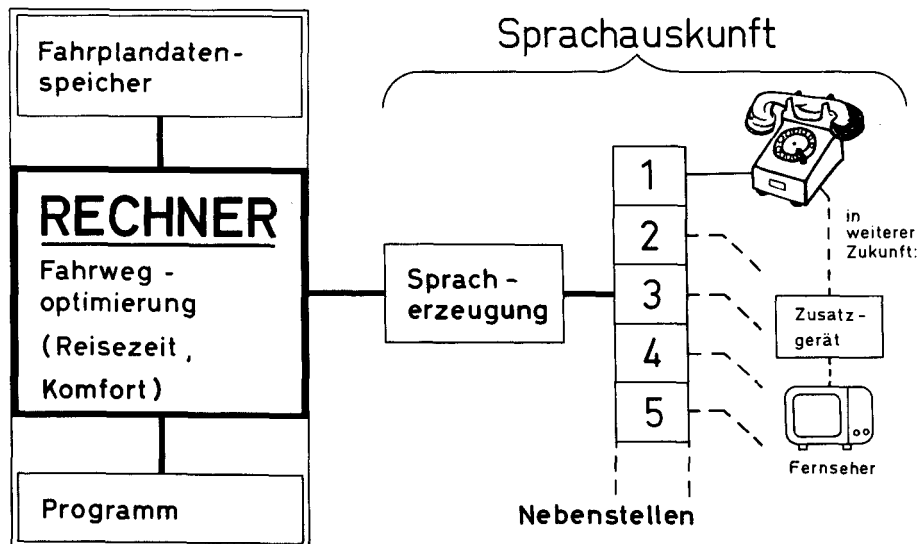 Fahrplandaten-
speicher
RECHNER
Fahrweg -
optimierung
(Reisezeit ,
Komfort)
Programm
Sprachauskunft
Sprach -
erzeugung
1
2
3
4
5
Nebenstellen
in
weiterer
Zukunft:
Zusatz -
gerät
Fernseher